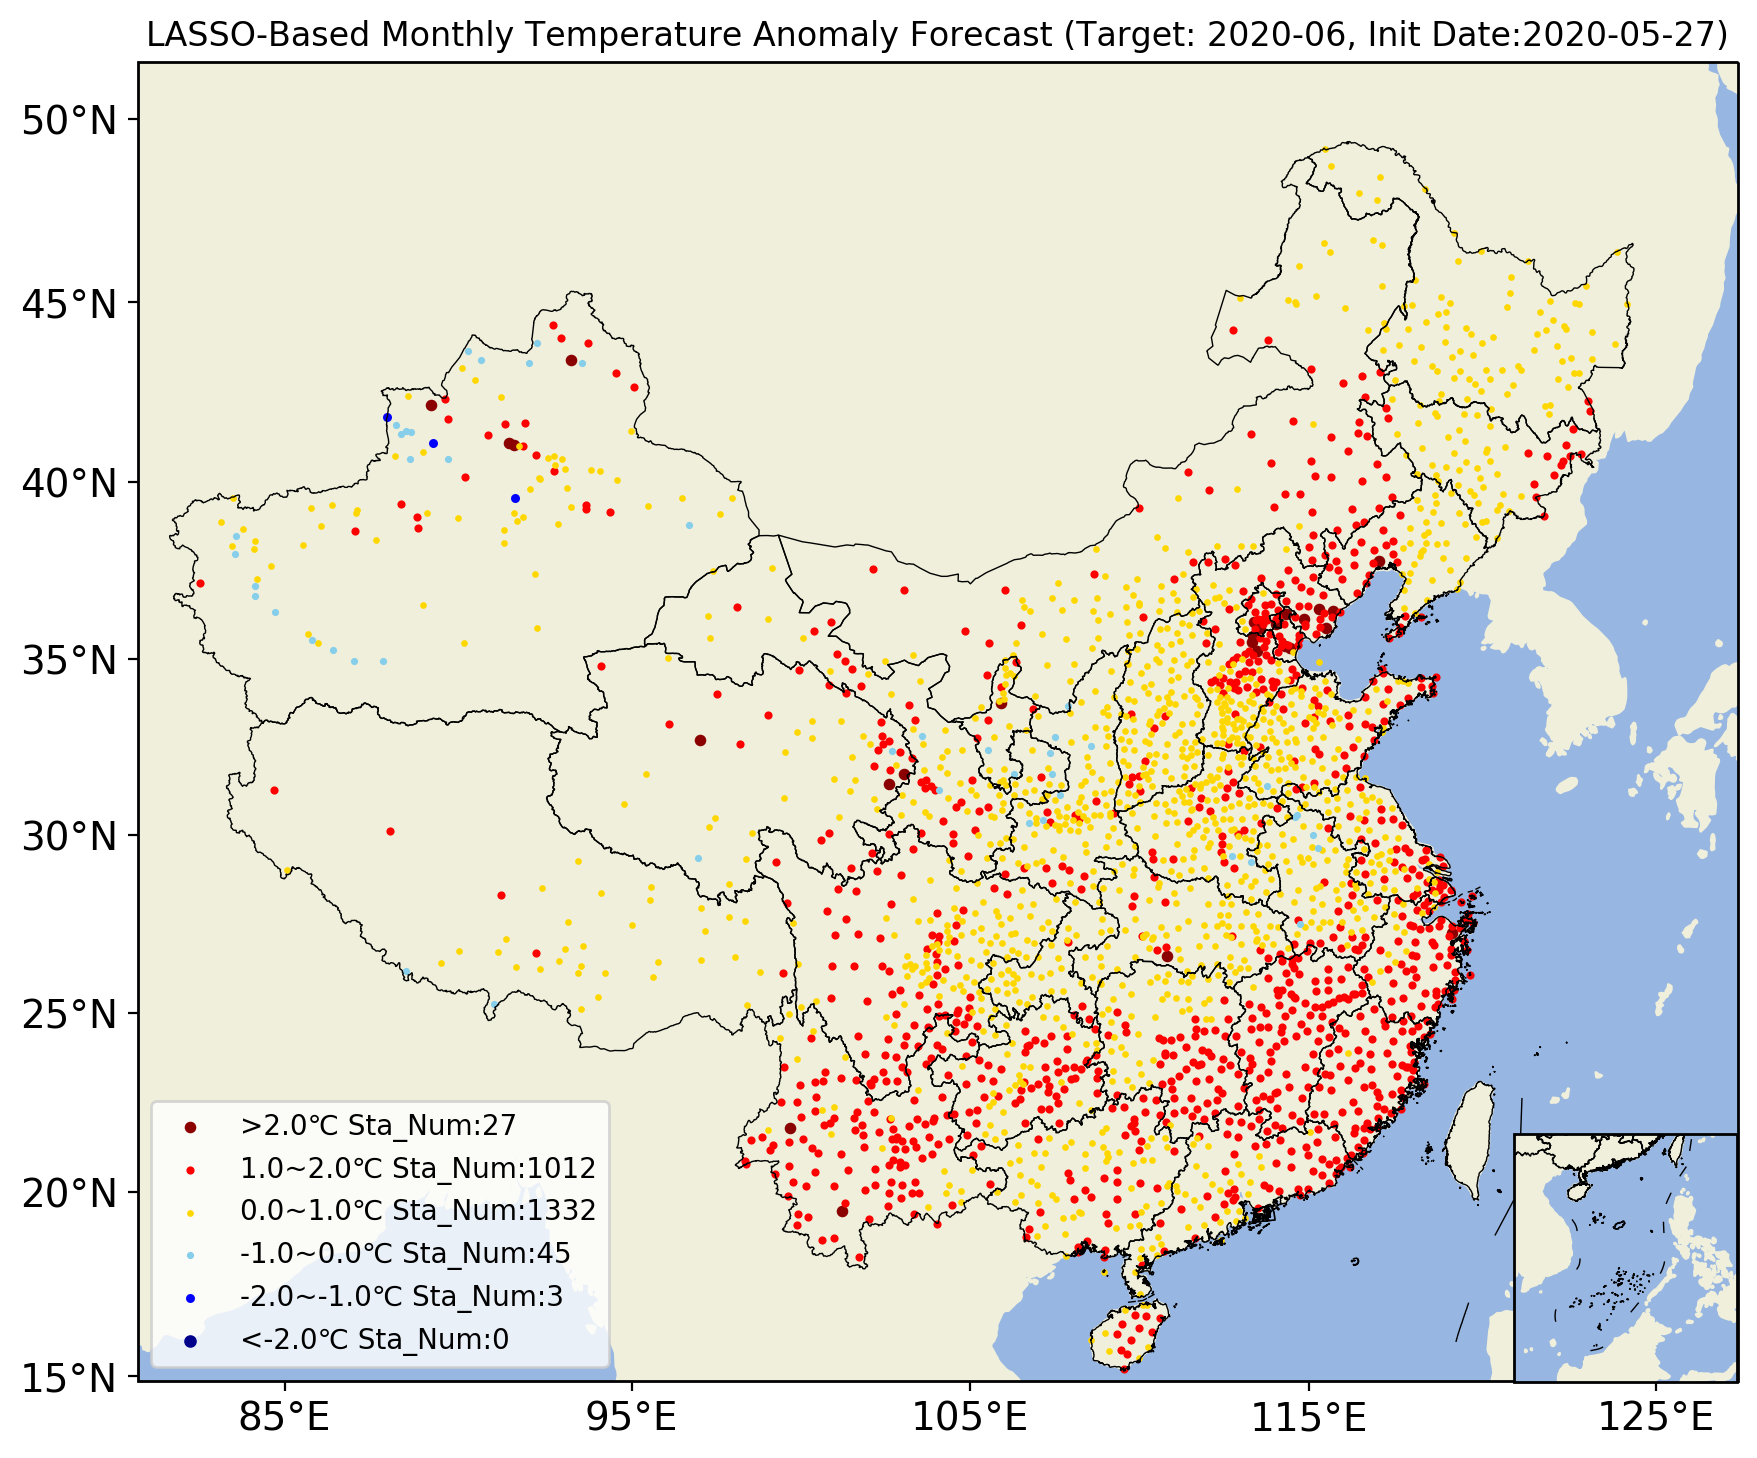 LASSO-Based Monthly Temperature Anomaly Forecast (Target: 2020-06, Init Date:2020-05-27)
50°N
45°N
40°N
35°N
30°N
25°N
20°N
15°N
>2.0℃ Sta_Num:27
1.0~2.0℃ Sta_Num:1012
0.0~1.0℃ Sta_Num:1332
-1.0~0.0℃ Sta_Num:45
-2.0~-1.0℃ Sta_Num:3
<-2.0℃ Sta_Num:0
85°E
95°E
105°E
115°E
125°E